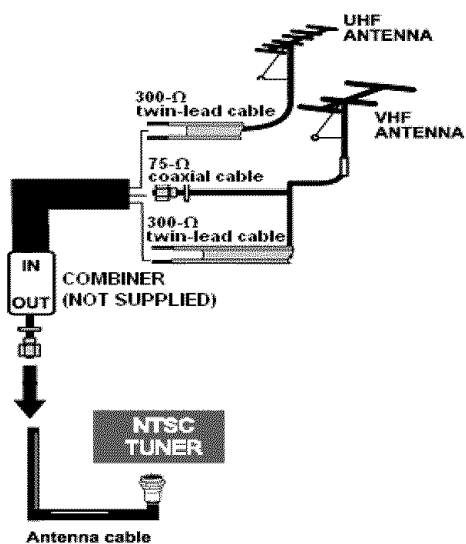 UHF
ANTENNA
300-Ω
twin-lead cable
VHF
ANTENNA
75-Ω
coaxial cable
300-Ω
twin-lead cable
IN
OUT
COMBINER
(NOT SUPPLIED)
NTSC
TUNER
Antenna cable